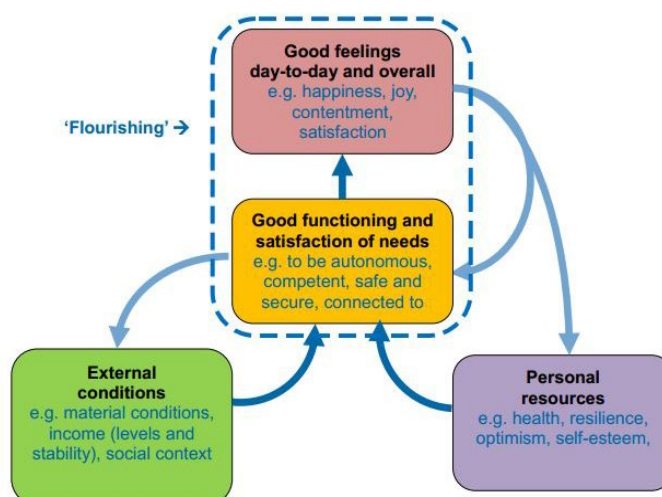 Good feelings
day-to-day and overall
e.g. happiness, joy,
contentment,
satisfaction
‘Flourishing’ →
Good functioning and
satisfaction of needs
e.g. to be autonomous,
competent, safe and
secure, connected to
External
conditions
e.g. material conditions,
income (levels and
stability), social context
Personal
resources
e.g. health, resilience,
optimism, self-esteem,